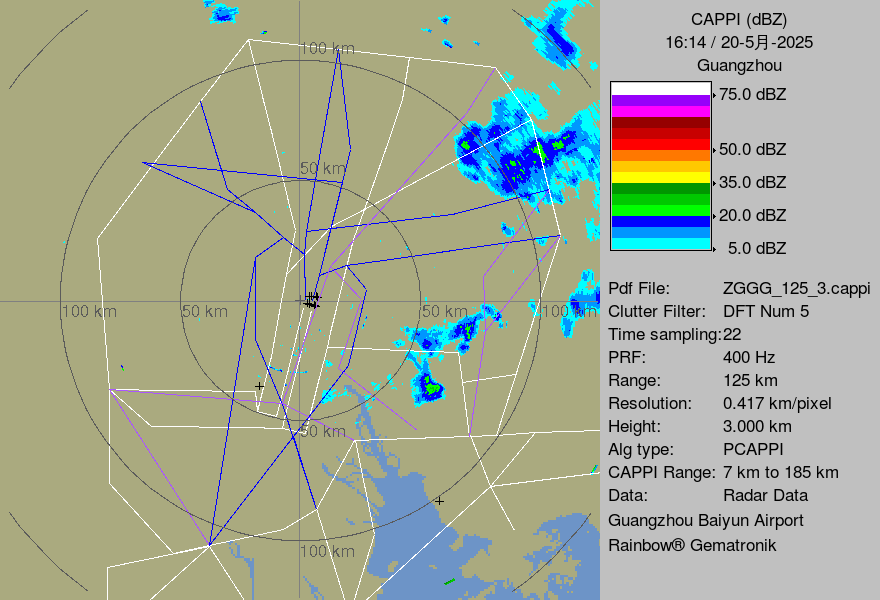 100 km
50 km
100 km
50 km
50 km
100 km
50 km
100 km
CAPPI (dBZ)
16:14 / 20-5月-2025
Guangzhou
75.0 dBZ
50.0 dBZ
35.0 dBZ
20.0 dBZ
5.0 dBZ
Pdf File: ZGGG_125_3.cappi
Clutter Filter: DFT Num 5
Time sampling:22
PRF: 400 Hz
Range: 125 km
Resolution: 0.417 km/pixel
Height: 3.000 km
Alg type: PCAPPI
CAPPI Range: 7 km to 185 km
Data: Radar Data
Guangzhou Baiyun Airport
Rainbow® Gematronik